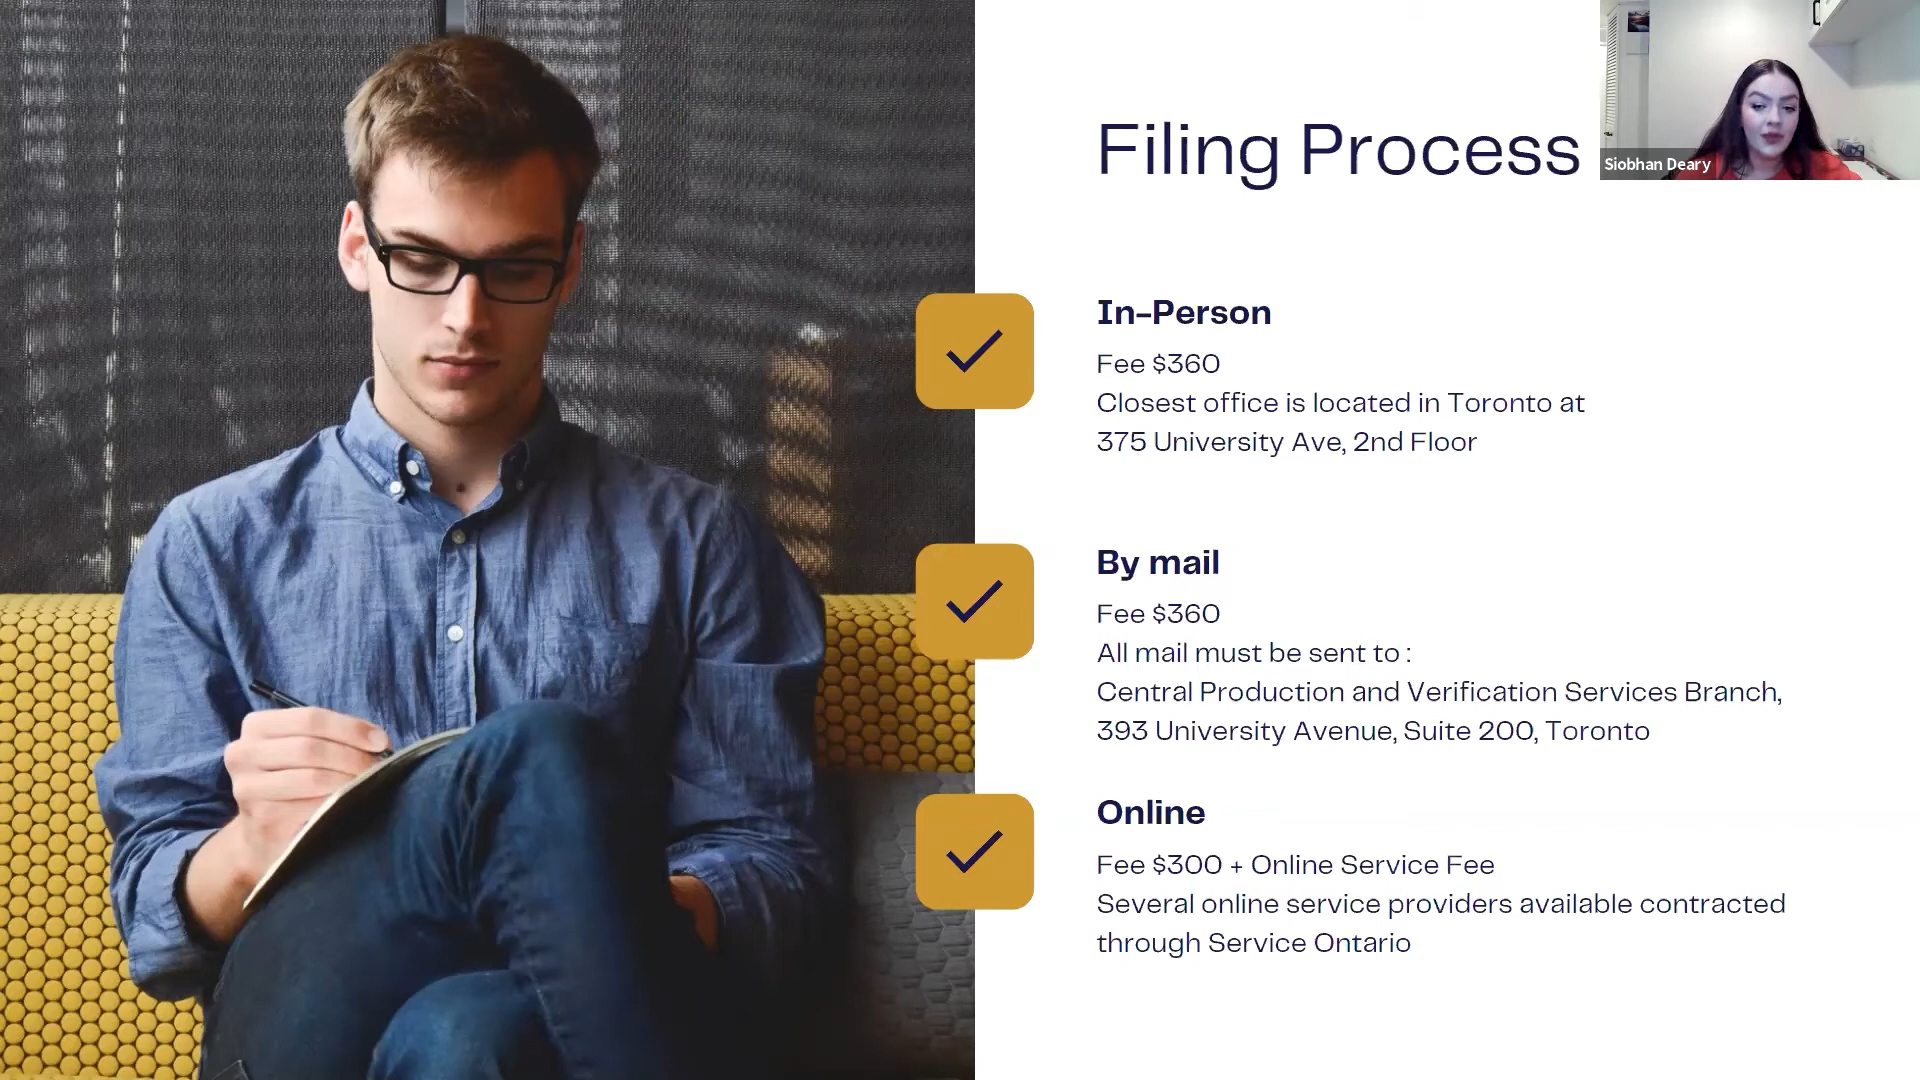 Filing Process
Siobhan Deary
In-Person
Fee $360
Closest office is located in Toronto at
375 University Ave, 2nd Floor
By mail
Fee $360
All mail must be sent to :
Central Production and Verification Services Branch,
393 University Avenue, Suite 200, Toronto
Online
Fee $300 + Online Service Fee
Several online service providers available contracted
through Service Ontario